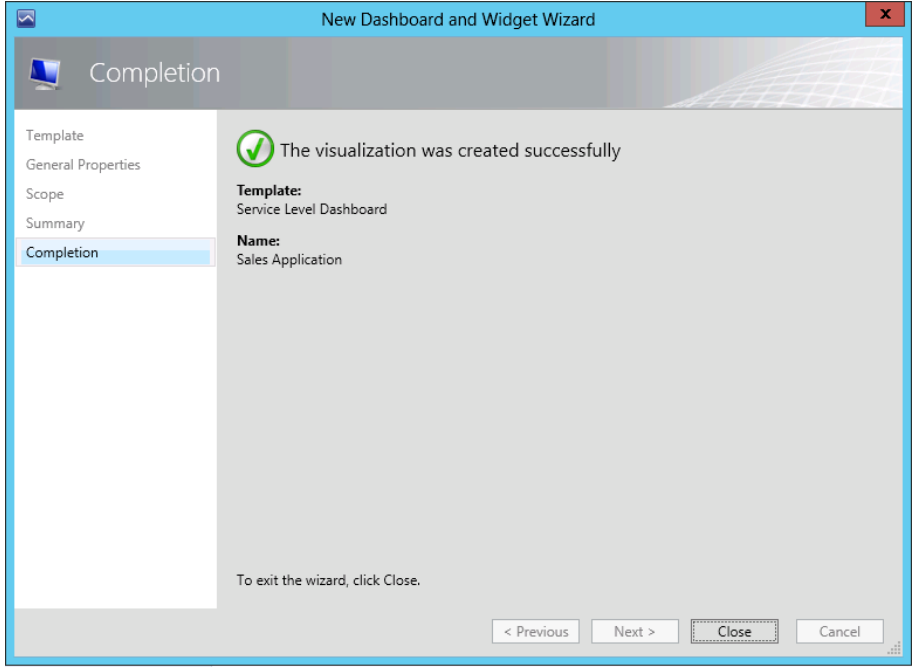 New Dashboard and Widget Wizard
x
Completion
Template
General Properties
Scope
Summary
Completion
The visualization was created successfully
Template:
Service Level Dashboard
Name:
Sales Application
To exit the wizard, click Close.
< Previous
Next >
Close
Cancel